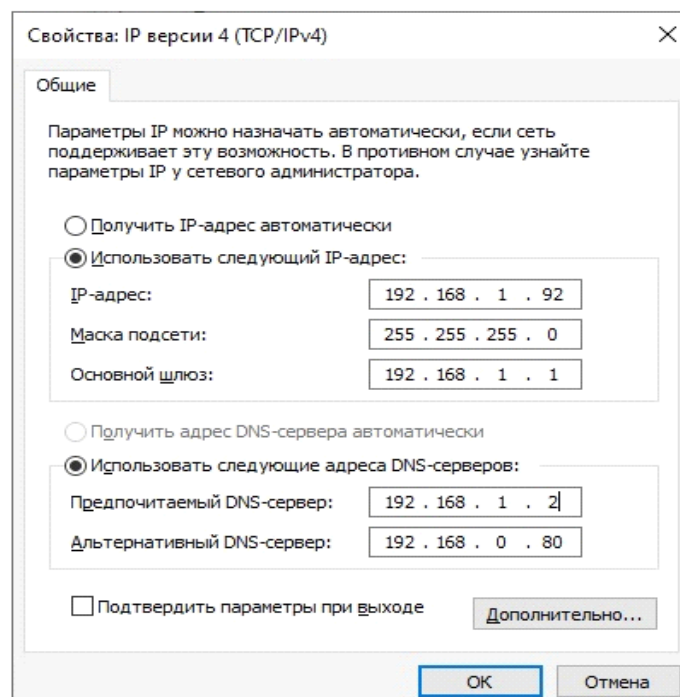 Свойства: IP версии 4 (TCP/IPv4)
Общие
Параметры IP можно назначать автоматически, если сеть
поддерживает эту возможность. В противном случае узнайте
параметры IP у сетевого администратора.
Получить IP-адрес автоматически
Использовать следующий IP-адрес:
IP-адрес: 192 . 168 . 1 . 92
Маска подсети: 255 . 255 . 255 . 0
Основной шлюз: 192 . 168 . 1 . 1
Получить адрес DNS-сервера автоматически
Использовать следующие адреса DNS-серверов:
Предпочитаемый DNS-сервер: 192 . 168 . 1 . 2
Альтернативный DNS-сервер: 192 . 168 . 0 . 80
Подтвердить параметры при выходе
Дополнительно...
ОК Отмена